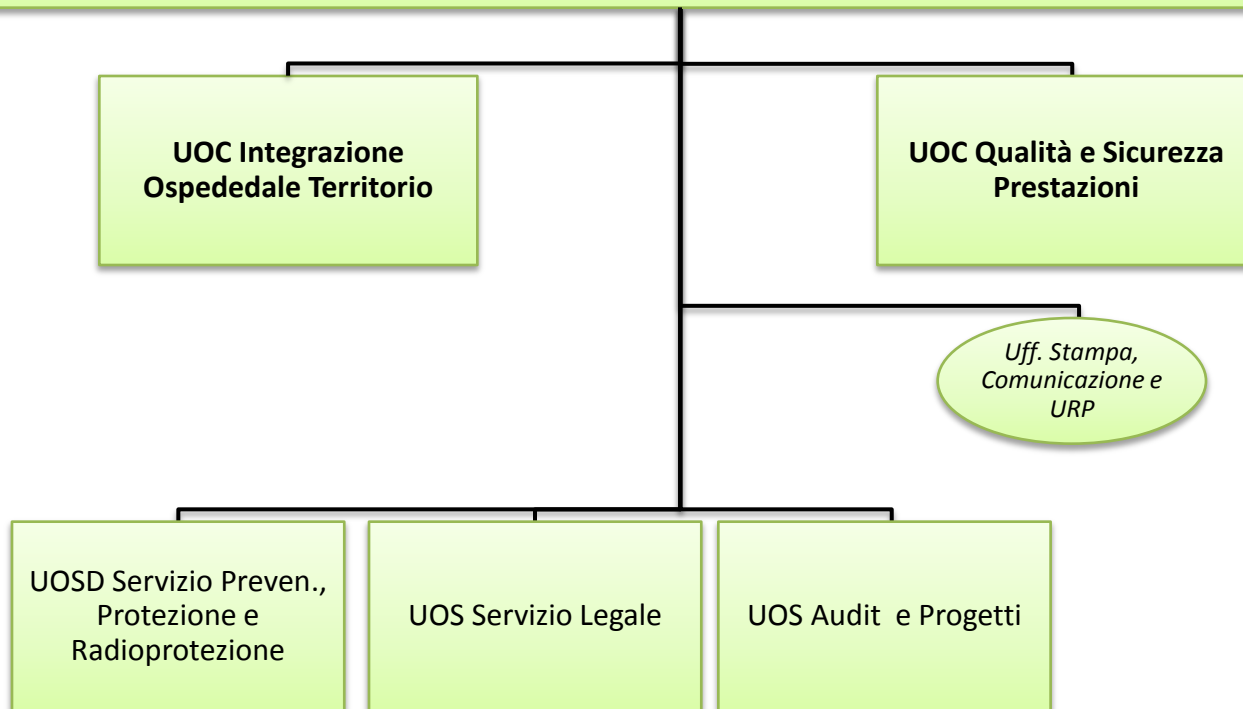 UOC Integrazione
Ospededale Territorio
UOC Qualità e Sicurezza
Prestazioni
Uff. Stampa,
Comunicazione e
URP
UOSD Servizio Preven.,
Protezione e
Radioprotezione
UOS Servizio Legale
UOS Audit e Progetti